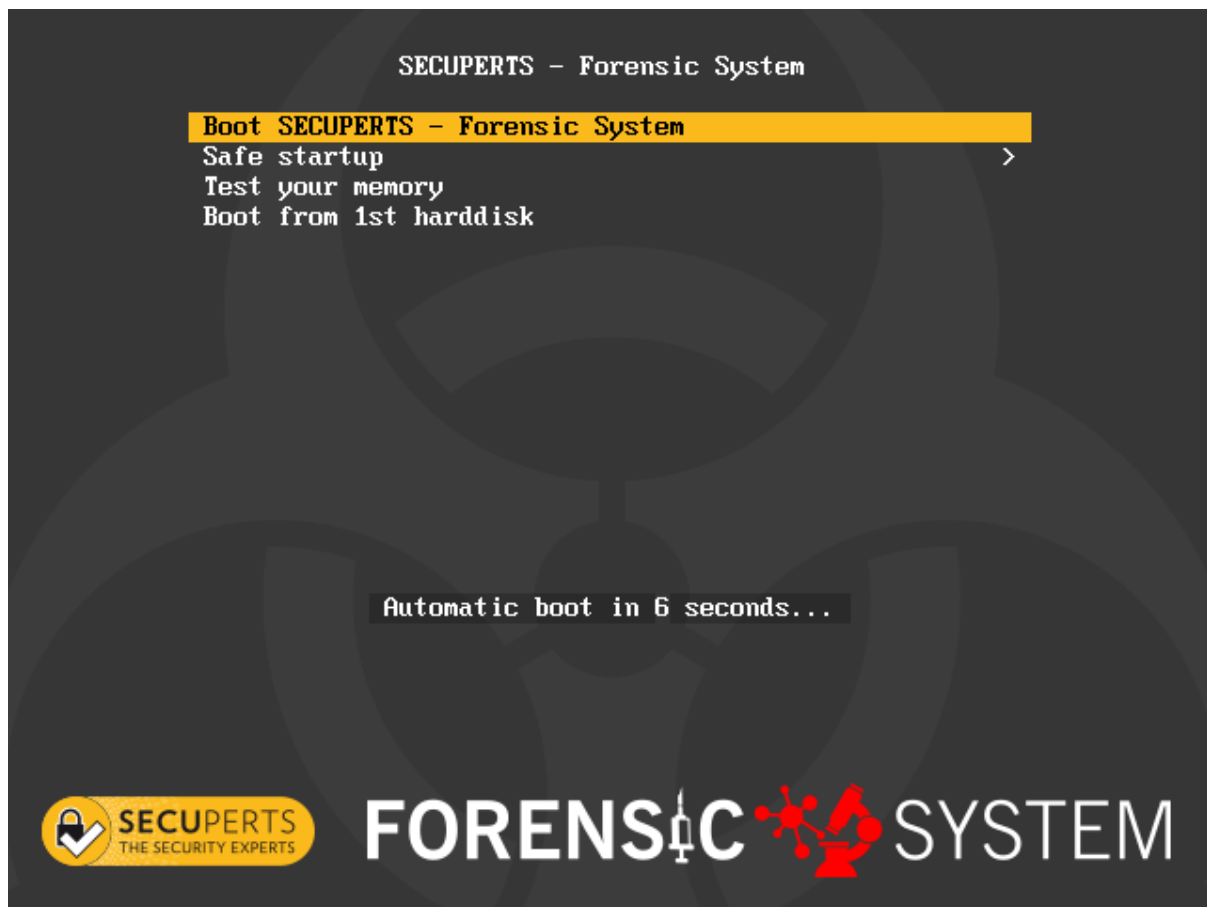 SECUPERTS - Forensic System
Boot SECUPERTS - Forensic System
Safe startup >
Test your memory
Boot from 1st harddisk
Automatic boot in 6 seconds...
SECUPERTS
THE SECURITY EXPERTS
FORENSIC SYSTEM